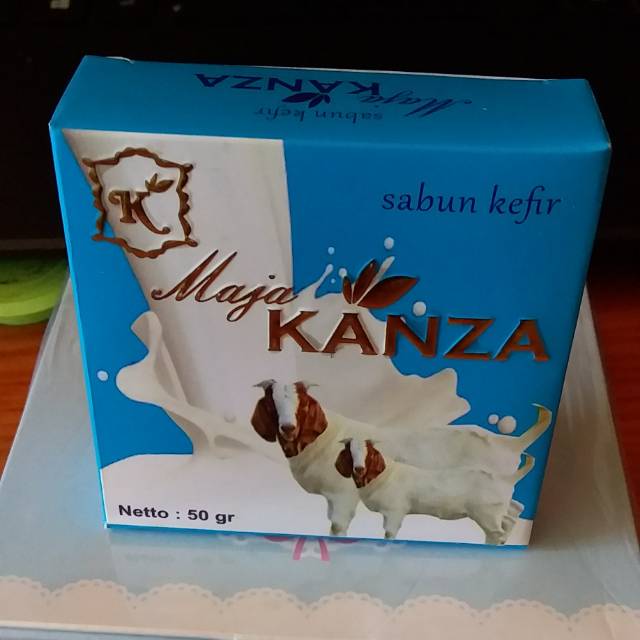 Maja
KANZA
sabun kefir
K
sabun kefir
Maja
KANZA
Netto : 50 gr